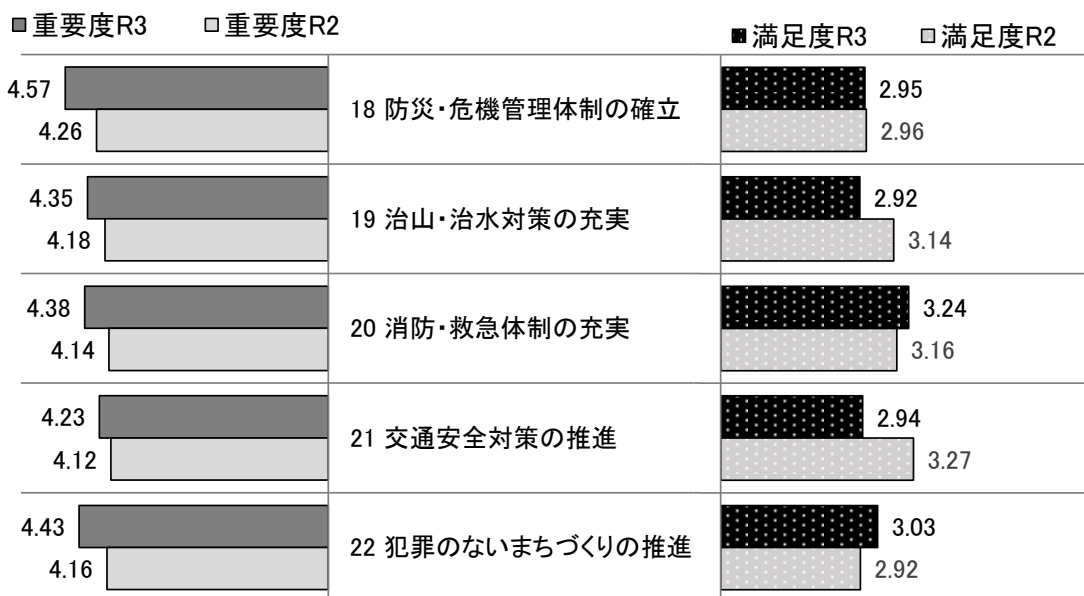 ■重要度R3 □重要度R2
■満足度R3 □満足度R2
4.57
4.26
18 防災・危機管理体制の確立
2.95
2.96
4.35
4.18
19 治山・治水対策の充実
2.92
3.14
4.38
4.14
20 消防・救急体制の充実
3.24
3.16
4.23
4.12
21 交通安全対策の推進
2.94
3.27
4.43
4.16
22 犯罪のないまちづくりの推進
3.03
2.92